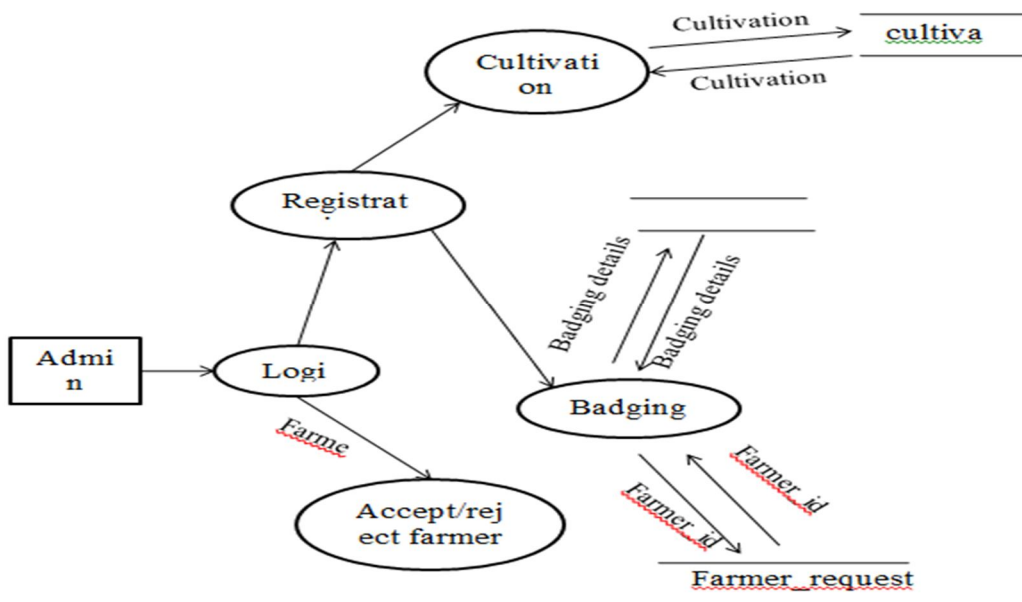 Cultivation
cultiva
Cultivati
on
Cultivation
Registrat
Badging details
Badging details
Admi
n
Logi
Badging
Farme
Farmer_id
Farmer_id
Accept/rej
ect farmer
Farmer_request